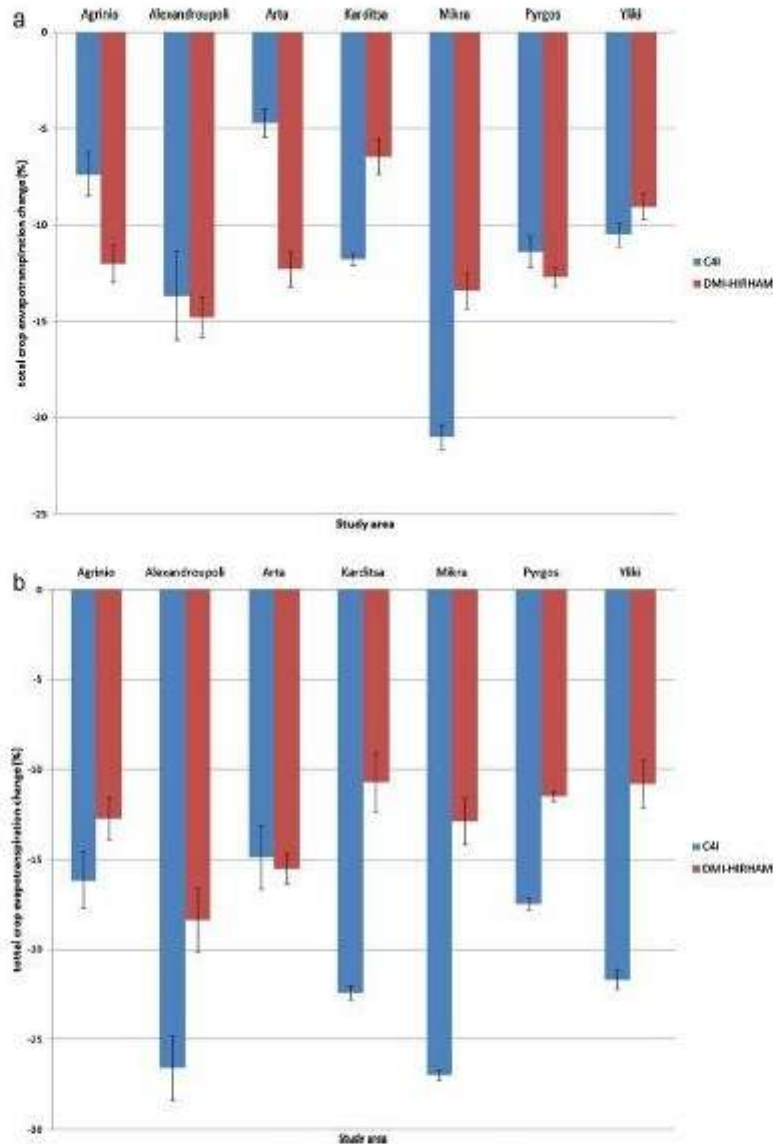 a
Agrinio Alexandroupoli Arta Karditsa Mikra Pyrgos Yliki
0
-5
-10
-15
-20
-25
total crop envapotranspiration change (%)
Study area
C4I
DMI-HIRHAM
b
Agrinio Alexandroupoli Arta Karditsa Mikra Pyrgos Yliki
0
-5
-10
-15
-20
-25
-30
tottal crop evapotranspiration change (%)
Study area
C4I
DMI-HIRHAM